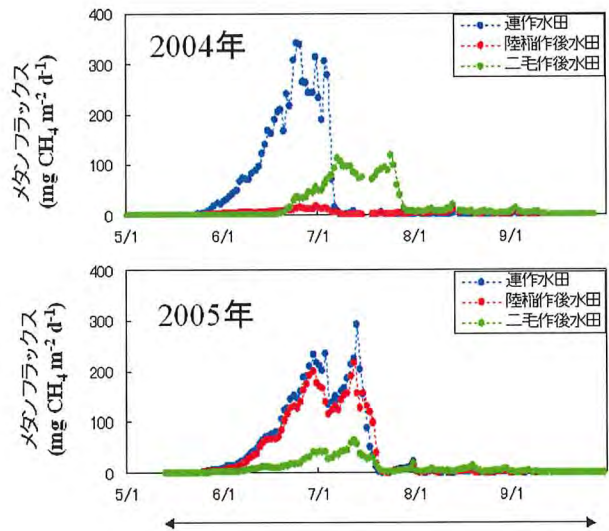 メタンフラックス
(mg CH₄ m⁻² d⁻¹)
400
300
200
100
0
2004年
連作水田
陸稲作後水田
二毛作後水田
5/1
6/1
7/1
8/1
9/1
メタンフラックス
(mg CH₄ m⁻² d⁻¹)
400
300
200
100
0
2005年
連作水田
陸稲作後水田
二毛作後水田
5/1
6/1
7/1
8/1
9/1